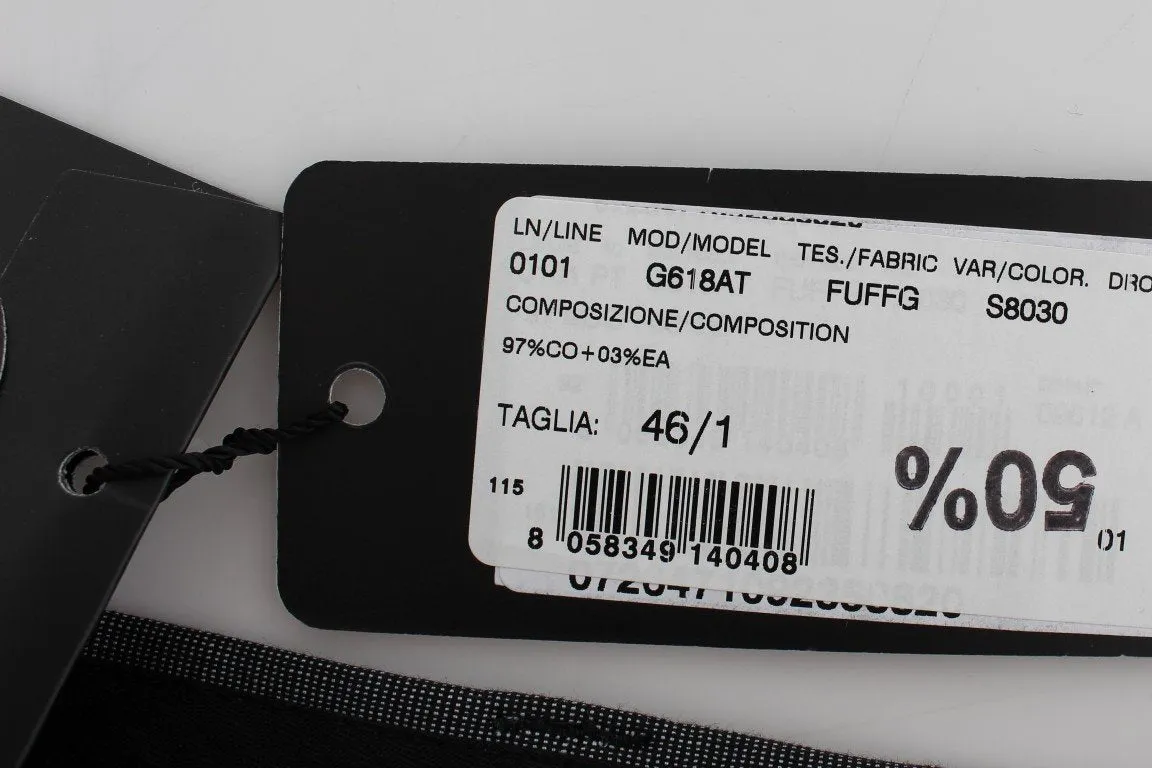 LN/LINE MOD/MODEL TES./FABRIC VAR/COLOR. DRO
0101 G618AT FUFFG S8030
COMPOSIZIONE/COMPOSITION
97%CO+03%EA
TAGLIA: 46/1
50%
115
01
8 058349 140408